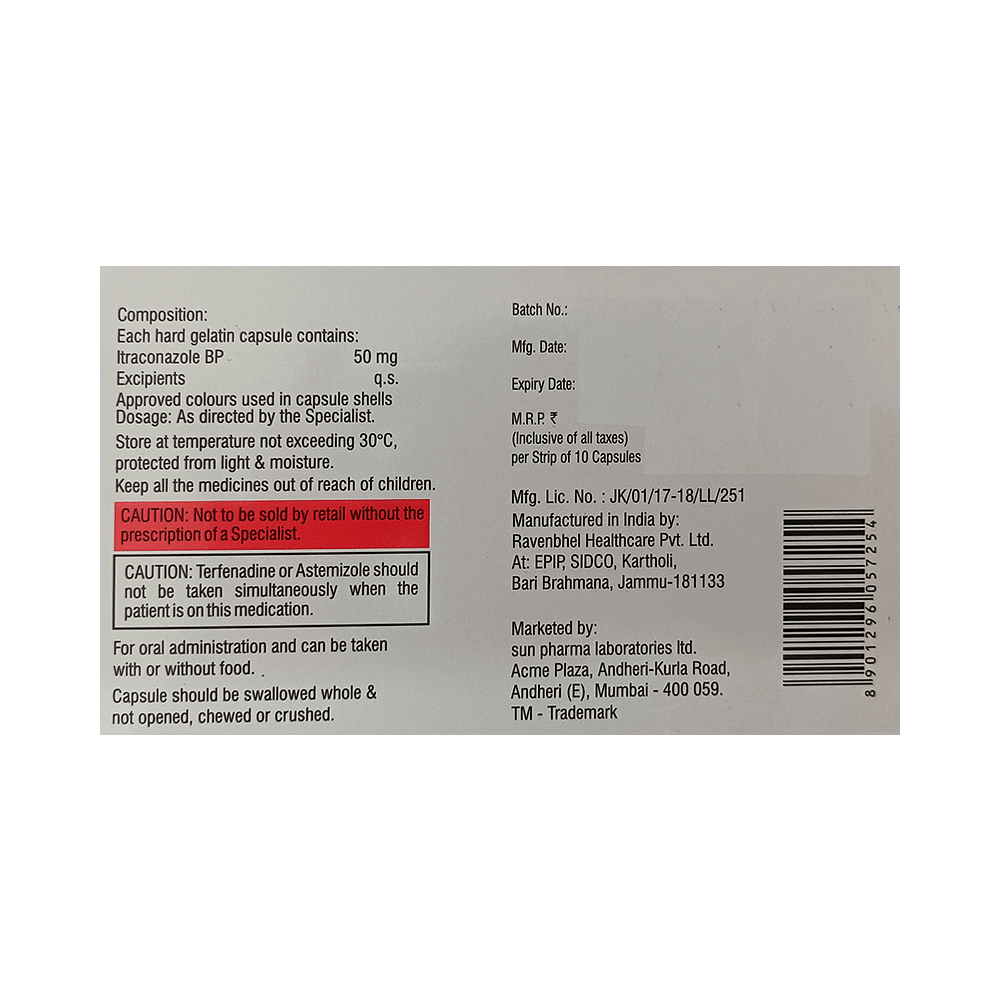 Composition:
Each hard gelatin capsule contains:
Itraconazole BP 50 mg
Excipients q.s.
Approved colours used in capsule shells
Dosage: As directed by the Specialist.
Store at temperature not exceeding 30°C,
protected from light & moisture.
Keep all the medicines out of reach of children.
CAUTION: Not to be sold by retail without the
prescription of a Specialist.
CAUTION: Terfenadine or Astemizole should
not be taken simultaneously when the
patient is on this medication.
For oral administration and can be taken
with or without food.
Capsule should be swallowed whole &
not opened, chewed or crushed.
Batch No.:
Mfg. Date:
Expiry Date:
M.R.P. ₹
(Inclusive of all taxes)
per Strip of 10 Capsules
Mfg. Lic. No. : JK/01/17-18/LL/251
Manufactured in India by:
Ravenbhel Healthcare Pvt. Ltd.
At: EPIP, SIDCO, Kartholi,
Bari Brahmana, Jammu-181133
Marketed by:
sun pharma laboratories ltd.
Acme Plaza, Andheri-Kurla Road,
Andheri (E), Mumbai - 400 059.
TM - Trademark
8 901296 057254